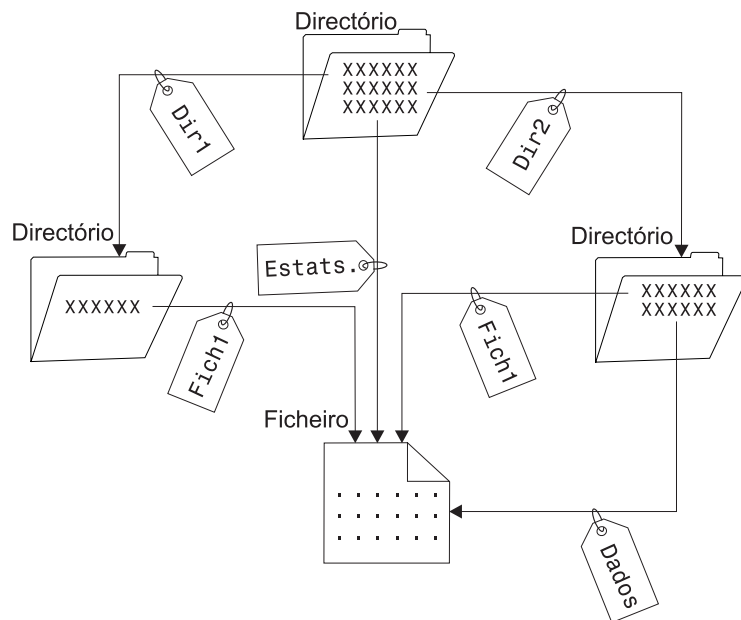 Directório
XXXXXX
XXXXXX
XXXXXX
Dir1
Dir2
Directório
Directório
Estats.
XXXXXX
XXXXXX
XXXXXX
Fich1
Fich1
Ficheiro
Dados